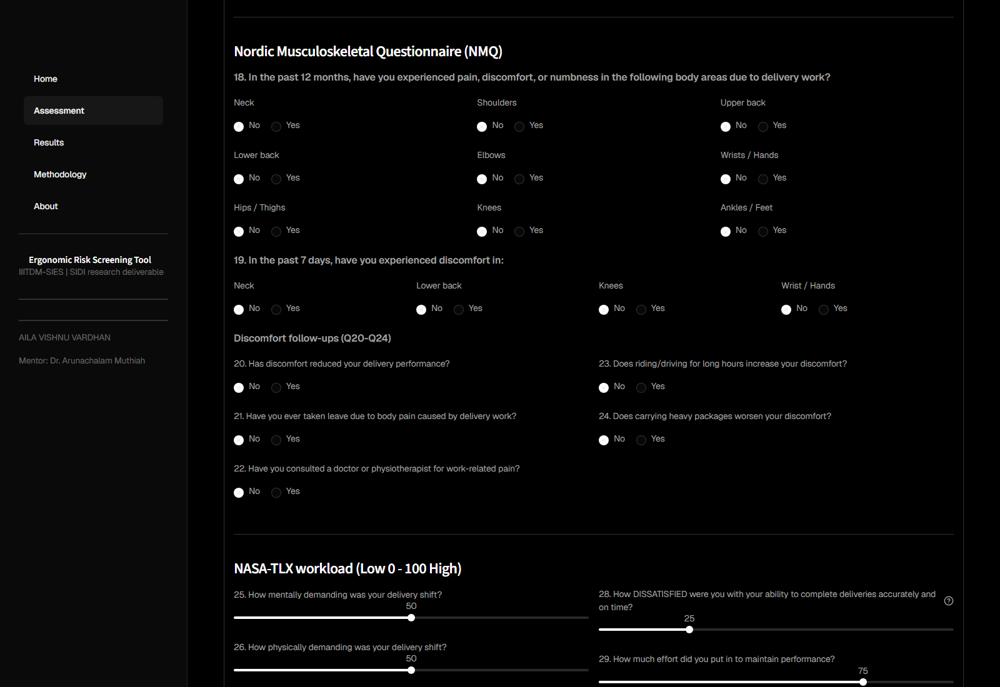 Home
Assessment
Results
Methodology
About
Ergonomic Risk Screening Tool
IIITDM-SIES | SIDI research deliverable
AILA VISHNU VARDHAN
Mentor: Dr. Arunachalam Muthiah
Nordic Musculoskeletal Questionnaire (NMQ)
18. In the past 12 months, have you experienced pain, discomfort, or numbness in the following body areas due to delivery work?
Neck
No Yes
Shoulders
No Yes
Upper back
No Yes
Lower back
No Yes
Elbows
No Yes
Wrists / Hands
No Yes
Hips / Thighs
No Yes
Knees
No Yes
Ankles / Feet
No Yes
19. In the past 7 days, have you experienced discomfort in:
Neck
No Yes
Lower back
No Yes
Knees
No Yes
Wrist / Hands
No Yes
Discomfort follow-ups (Q20-Q24)
20. Has discomfort reduced your delivery performance?
No Yes
21. Have you ever taken leave due to body pain caused by delivery work?
No Yes
22. Have you consulted a doctor or physiotherapist for work-related pain?
No Yes
23. Does riding/driving for long hours increase your discomfort?
No Yes
24. Does carrying heavy packages worsen your discomfort?
No Yes
NASA-TLX workload (Low 0 - 100 High)
25. How mentally demanding was your delivery shift?
50
26. How physically demanding was your delivery shift?
50
28. How DISSATISFIED were you with your ability to complete deliveries accurately and
on time?
25
29. How much effort did you put in to maintain performance?
75